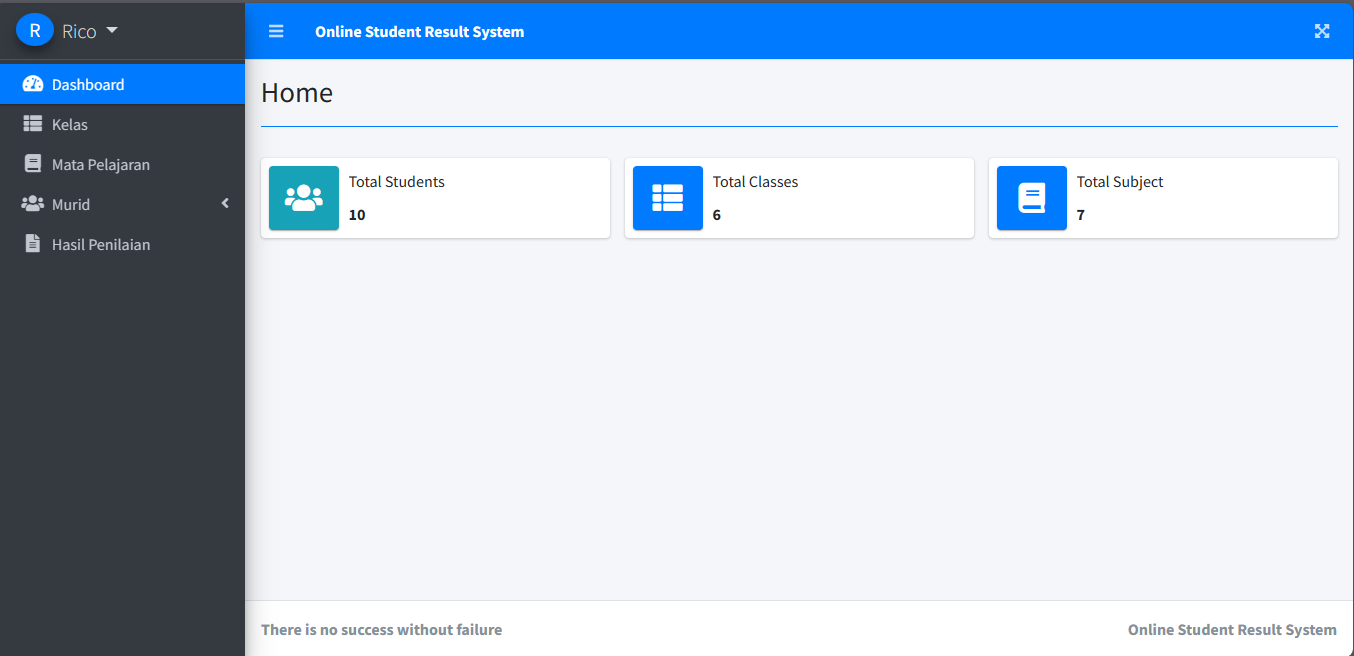 R Rico
Online Student Result System
Dashboard
Kelas
Mata Pelajaran
Murid
Hasil Penilaian
Home
Total Students
10
Total Classes
6
Total Subject
7
There is no success without failure
Online Student Result System